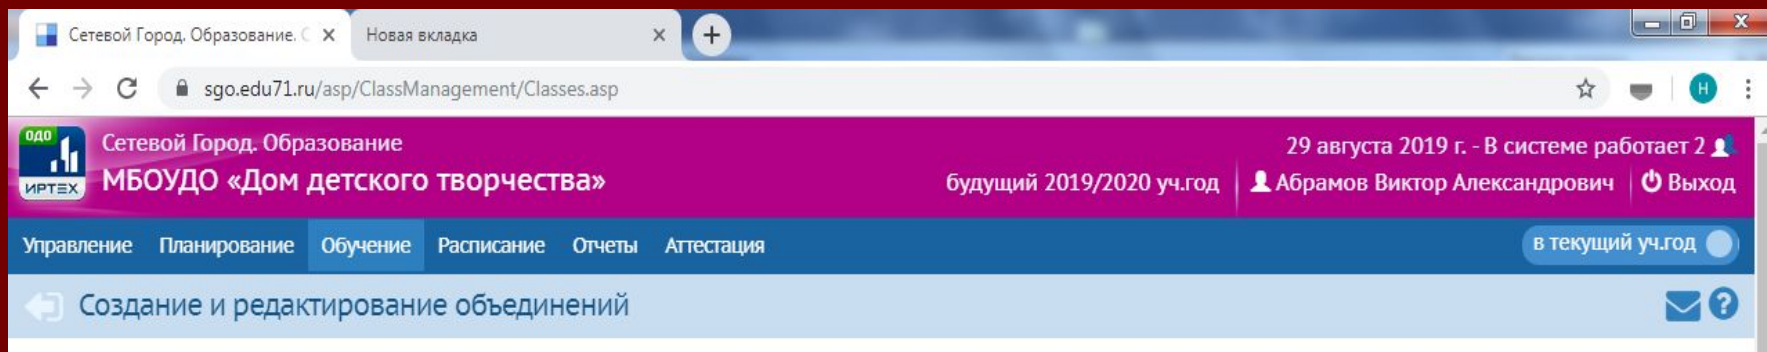 Сетевой Город. Образование. С
Новая вкладка
sgo.edu71.ru/asp/ClassManagement/Classes.asp
Н
ОДО
ИРТЕХ
Сетевой Город. Образование
29 августа 2019 г. - В системе работает 2
МБОУДО «Дом детского творчества»
будущий 2019/2020 уч.год
Абрамов Виктор Александрович
Выход
Управление Планирование Обучение Расписание Отчеты Аттестация
в текущий уч.год
Создание и редактирование объединений